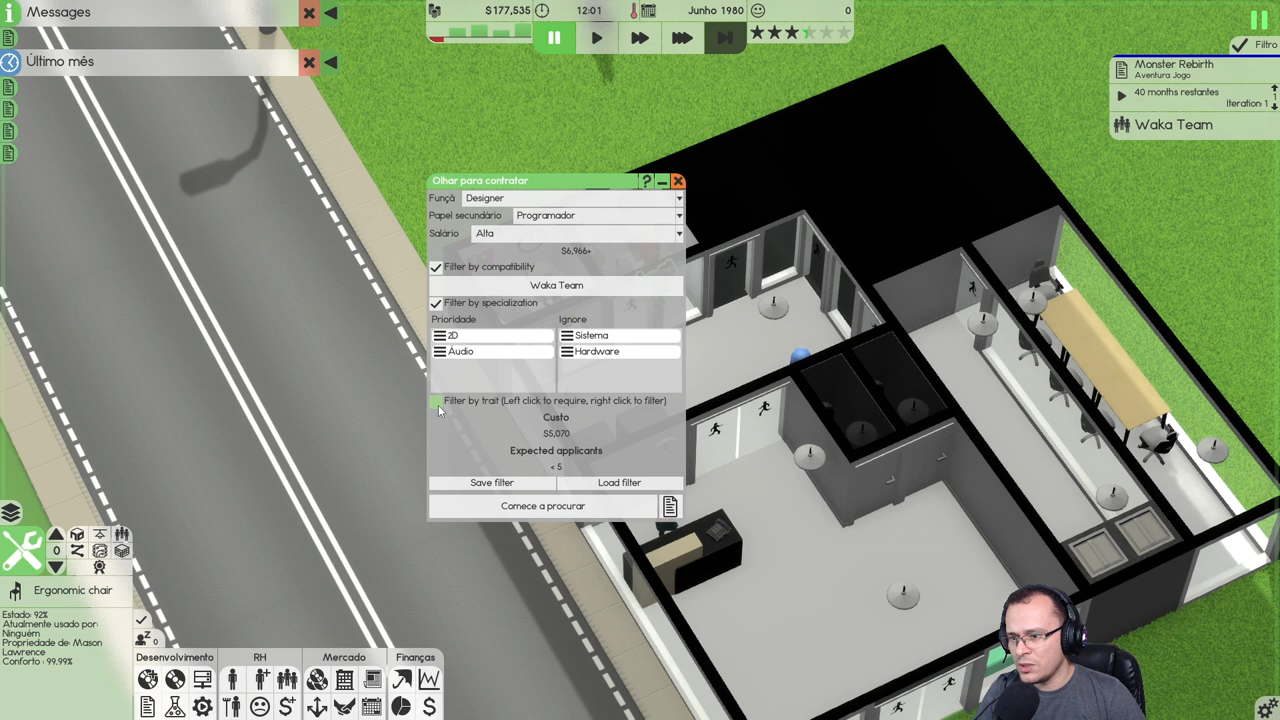 Messages
Último mês
$177,535
12:01
Junho 1980
0
Filtro
Monster Rebirth
Aventura Jogo
40 months restantes
1
Iteration: 1
Waka Team
Olhar para contratar
?
Funçã Designer
Papel secundário Programador
Salário Alta
$6,966+
Filter by compatibility
Waka Team
Filter by specialization
Prioridade Ignore
2D Sistema
Áudio Hardware
Filter by trait (Left click to require, right click to filter)
Custo
$5,070
Expected applicants
< 5
Save filter Load filter
Comece a procurar
0
Ergonomic chair
Estado: 92%
Atualmente usado por:
Ninguém
Propriedade de: Mason
Lawrence
Conforto : 99.99%
z 0
Desenvolvimento RH Mercado Finanças